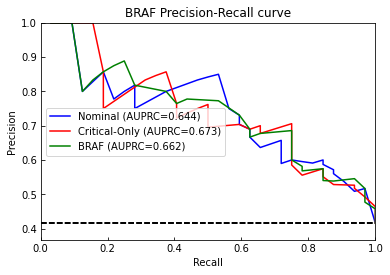 BRAF Precision-Recall curve
1.0
0.9
0.8
0.7
0.6
0.5
0.4
Precision
Nominal (AUPRC=0.644)
Critical-Only (AUPRC=0.673)
BRAF (AUPRC=0.662)
0.0 0.2 0.4 0.6 0.8 1.0
Recall